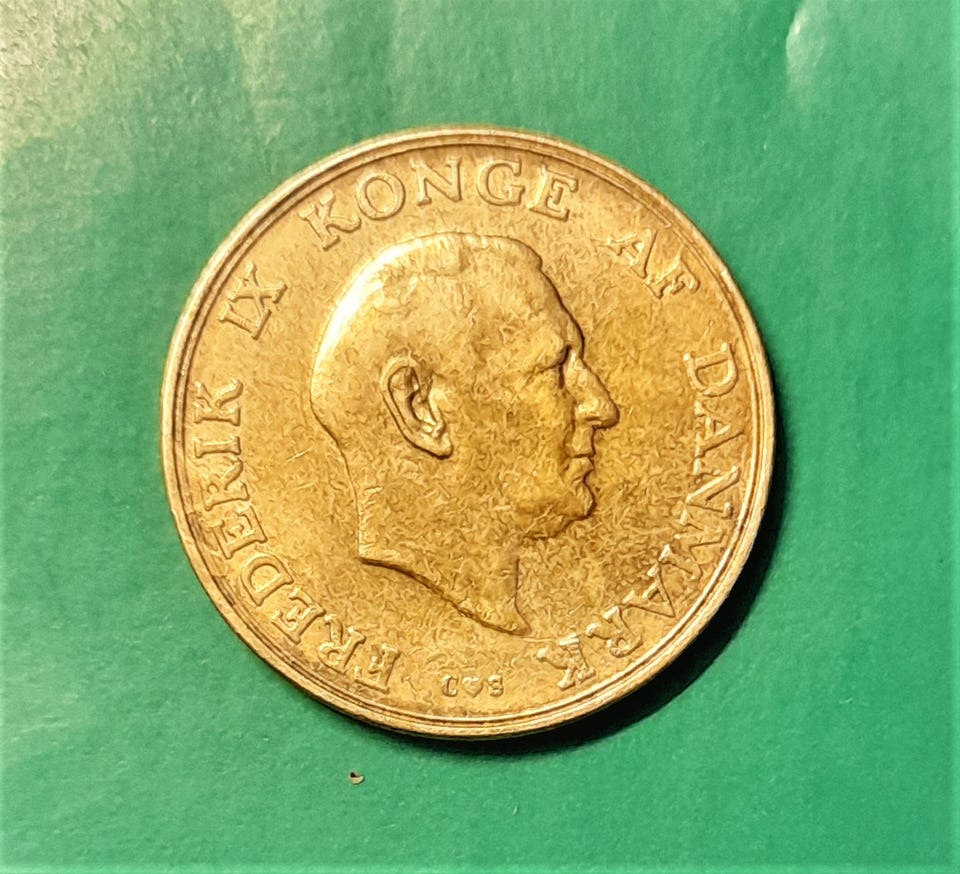 FREDERIK IX KONGE AF DANMARK
C♥S